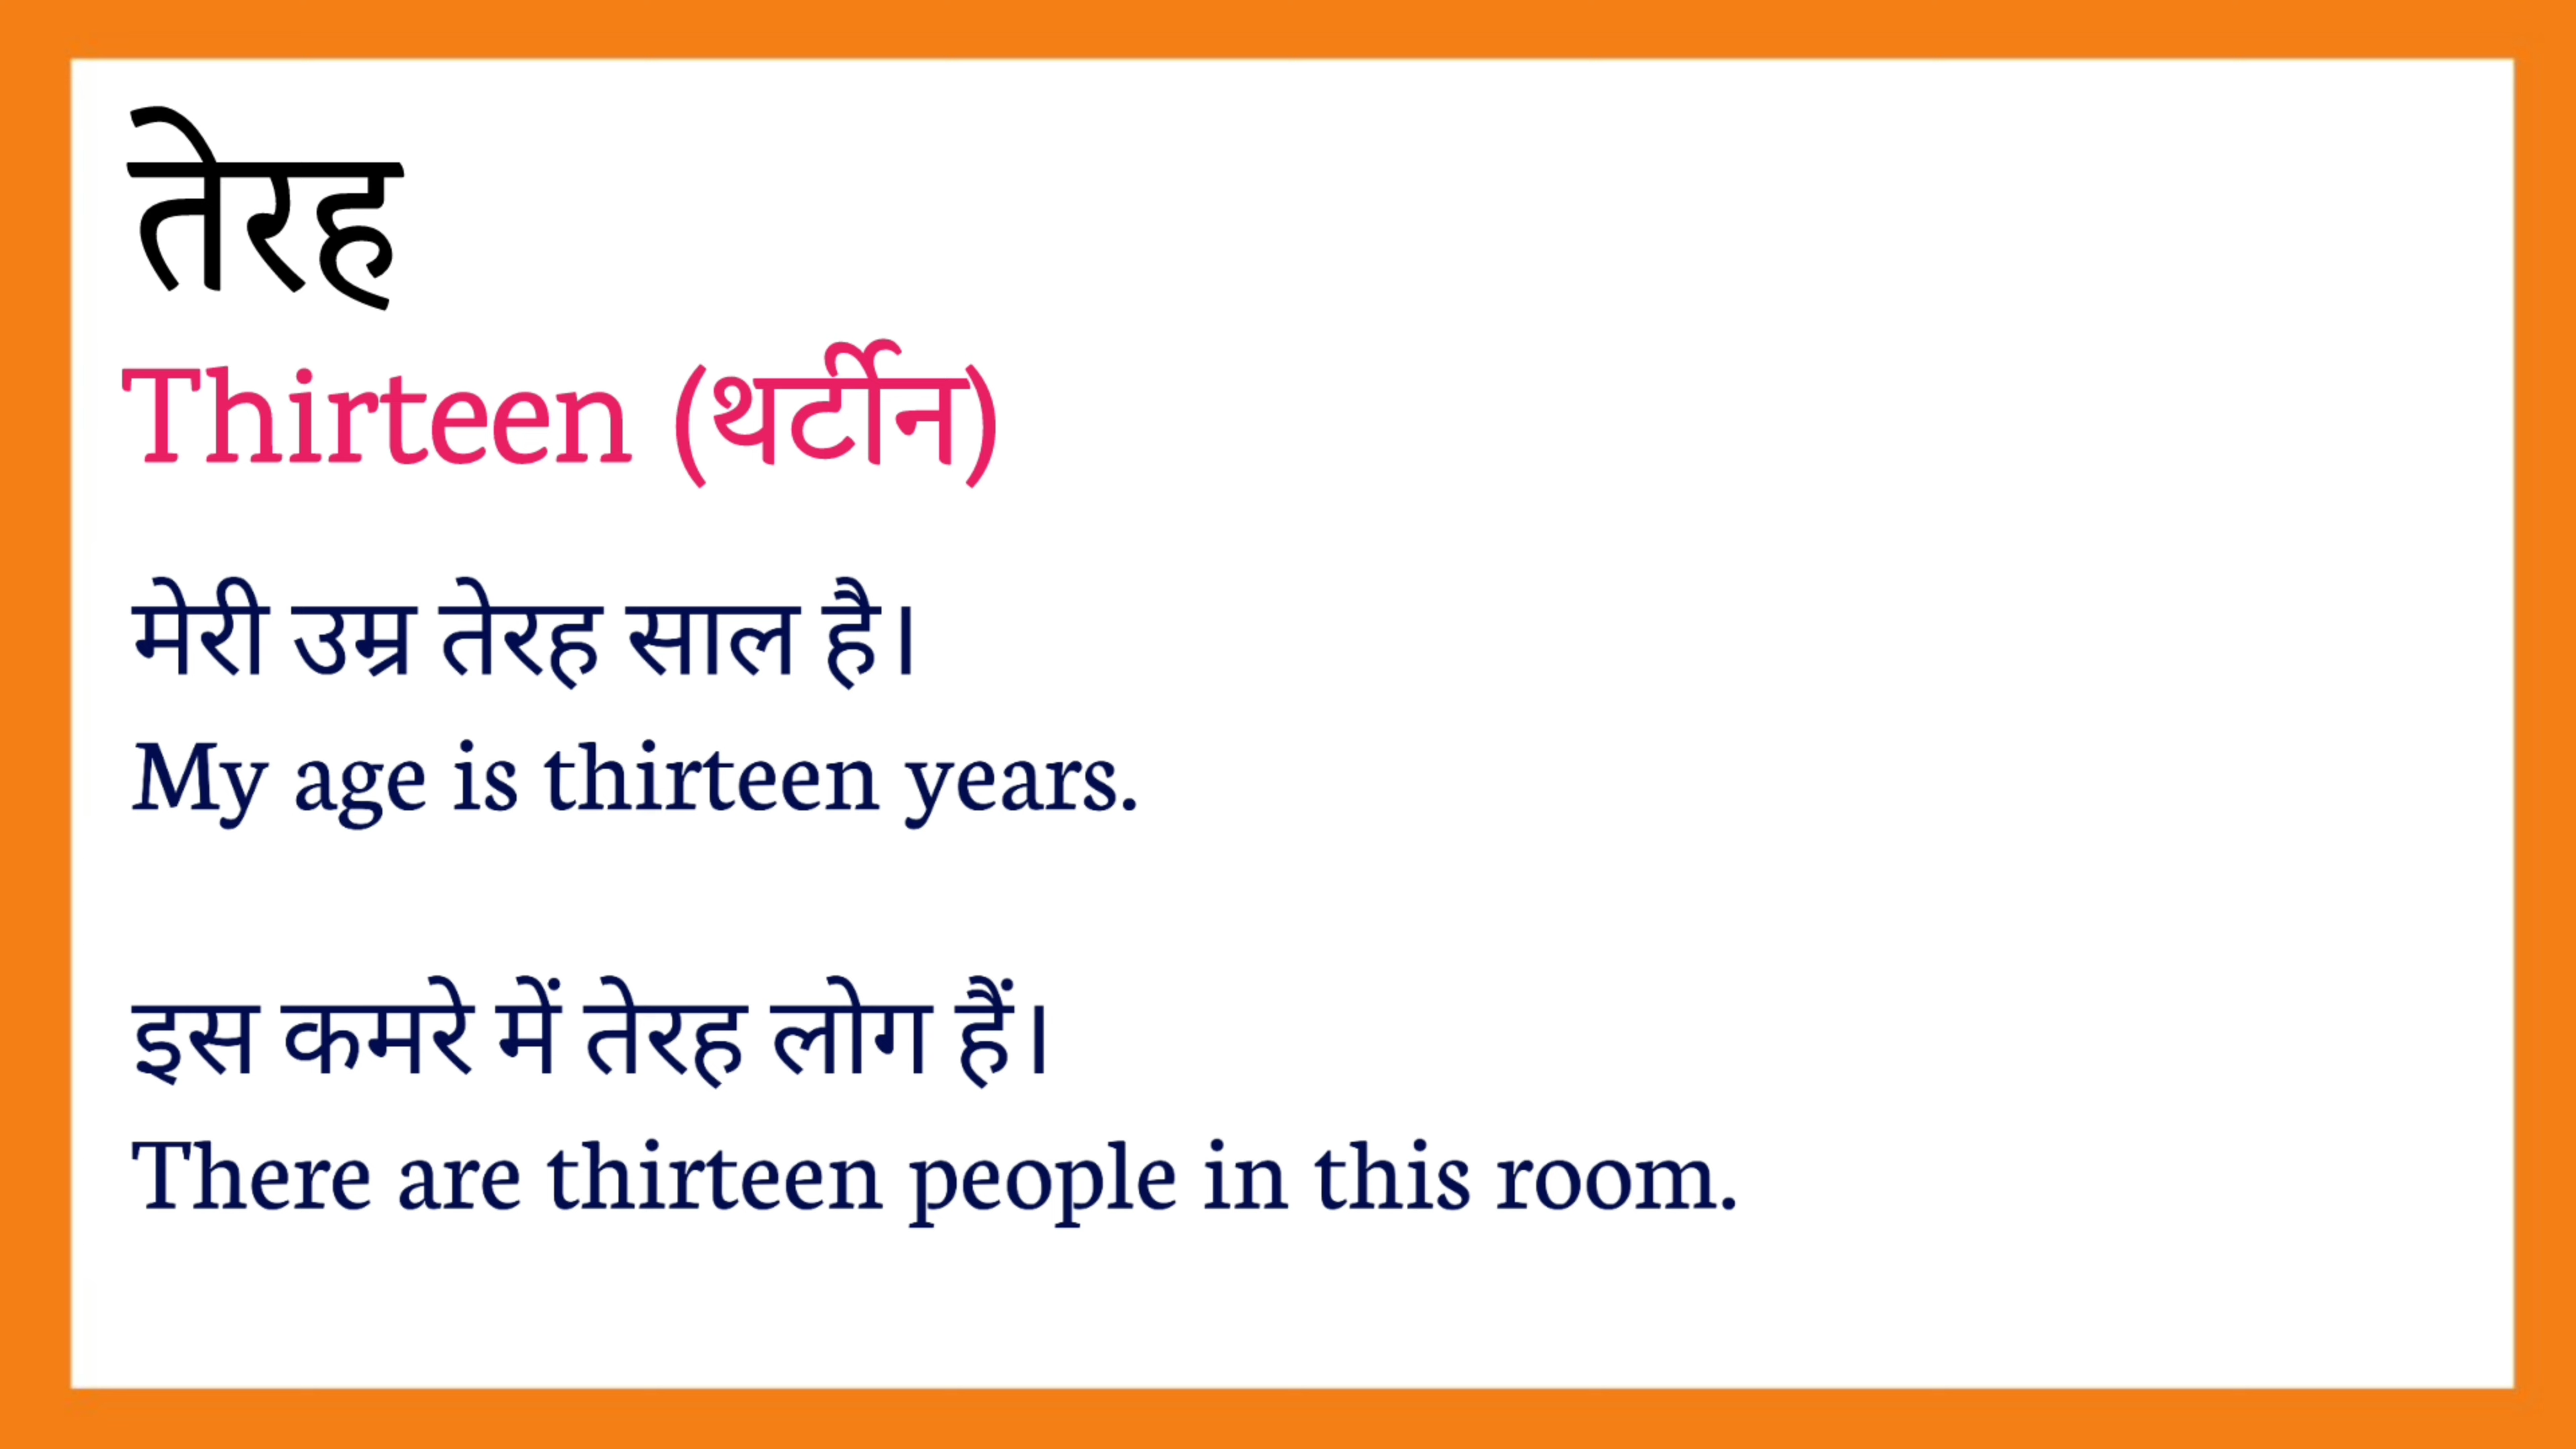 तेरह
Thirteen (थर्टीन)
मेरी उम्र तेरह साल है।
My age is thirteen years.
इस कमरे में तेरह लोग हैं।
There are thirteen people in this room.